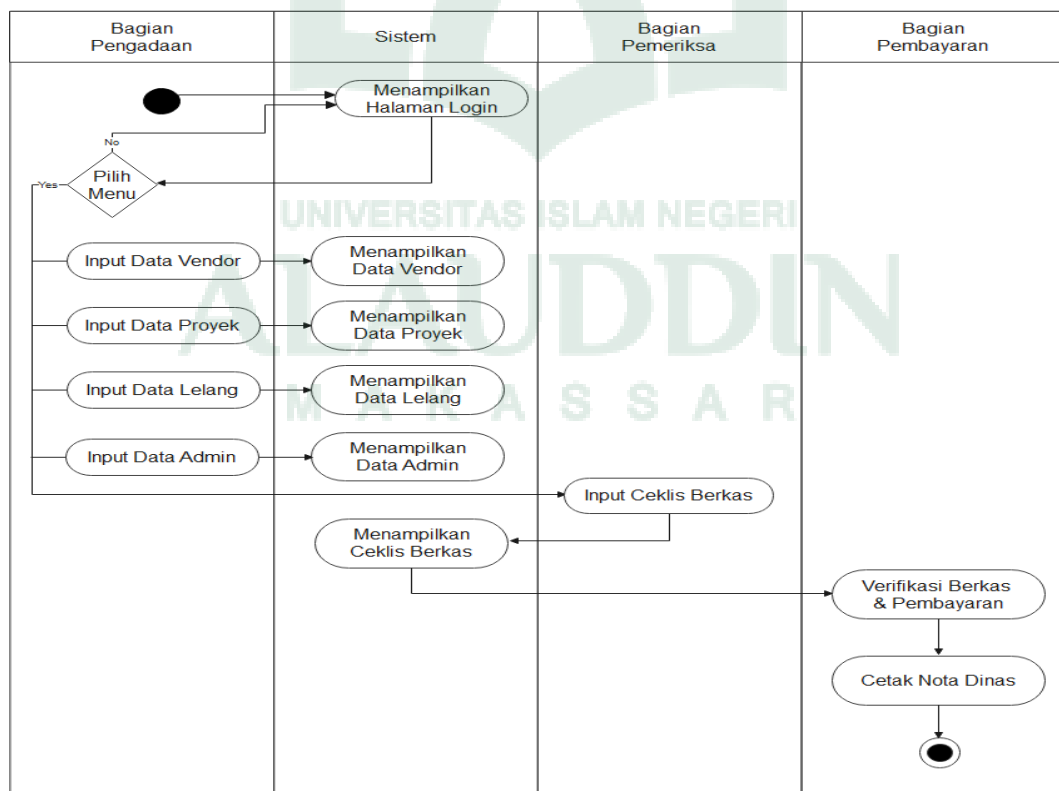 Bagian
Pengadaan
Sistem
Bagian
Pemeriksa
Bagian
Pembayaran
Menampilkan
Halaman Login
No
Pilih
Menu
Yes
UNIVERSITAS ISLAM NEGERI
ALAUDDIN
MAKASSAR
Input Data Vendor
Menampilkan
Data Vendor
Input Data Proyek
Menampilkan
Data Proyek
Input Data Lelang
Menampilkan
Data Lelang
Input Data Admin
Menampilkan
Data Admin
Input Ceklis Berkas
Menampilkan
Ceklis Berkas
Verifikasi Berkas
& Pembayaran
Cetak Nota Dinas